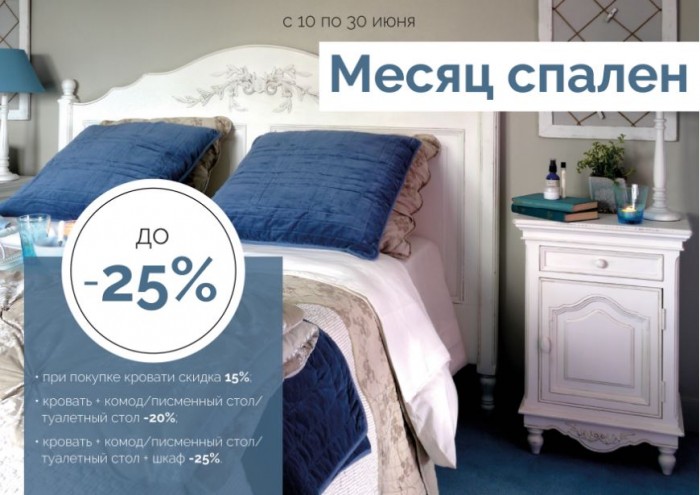 с 10 по 30 июня
Месяц спален
ДО
-25%
• при покупке кровати скидка 15%;
• кровать + комод/писменный стол/
туалетный стол -20%;
• кровать + комод/писменный стол/
туалетный стол + шкаф -25%.